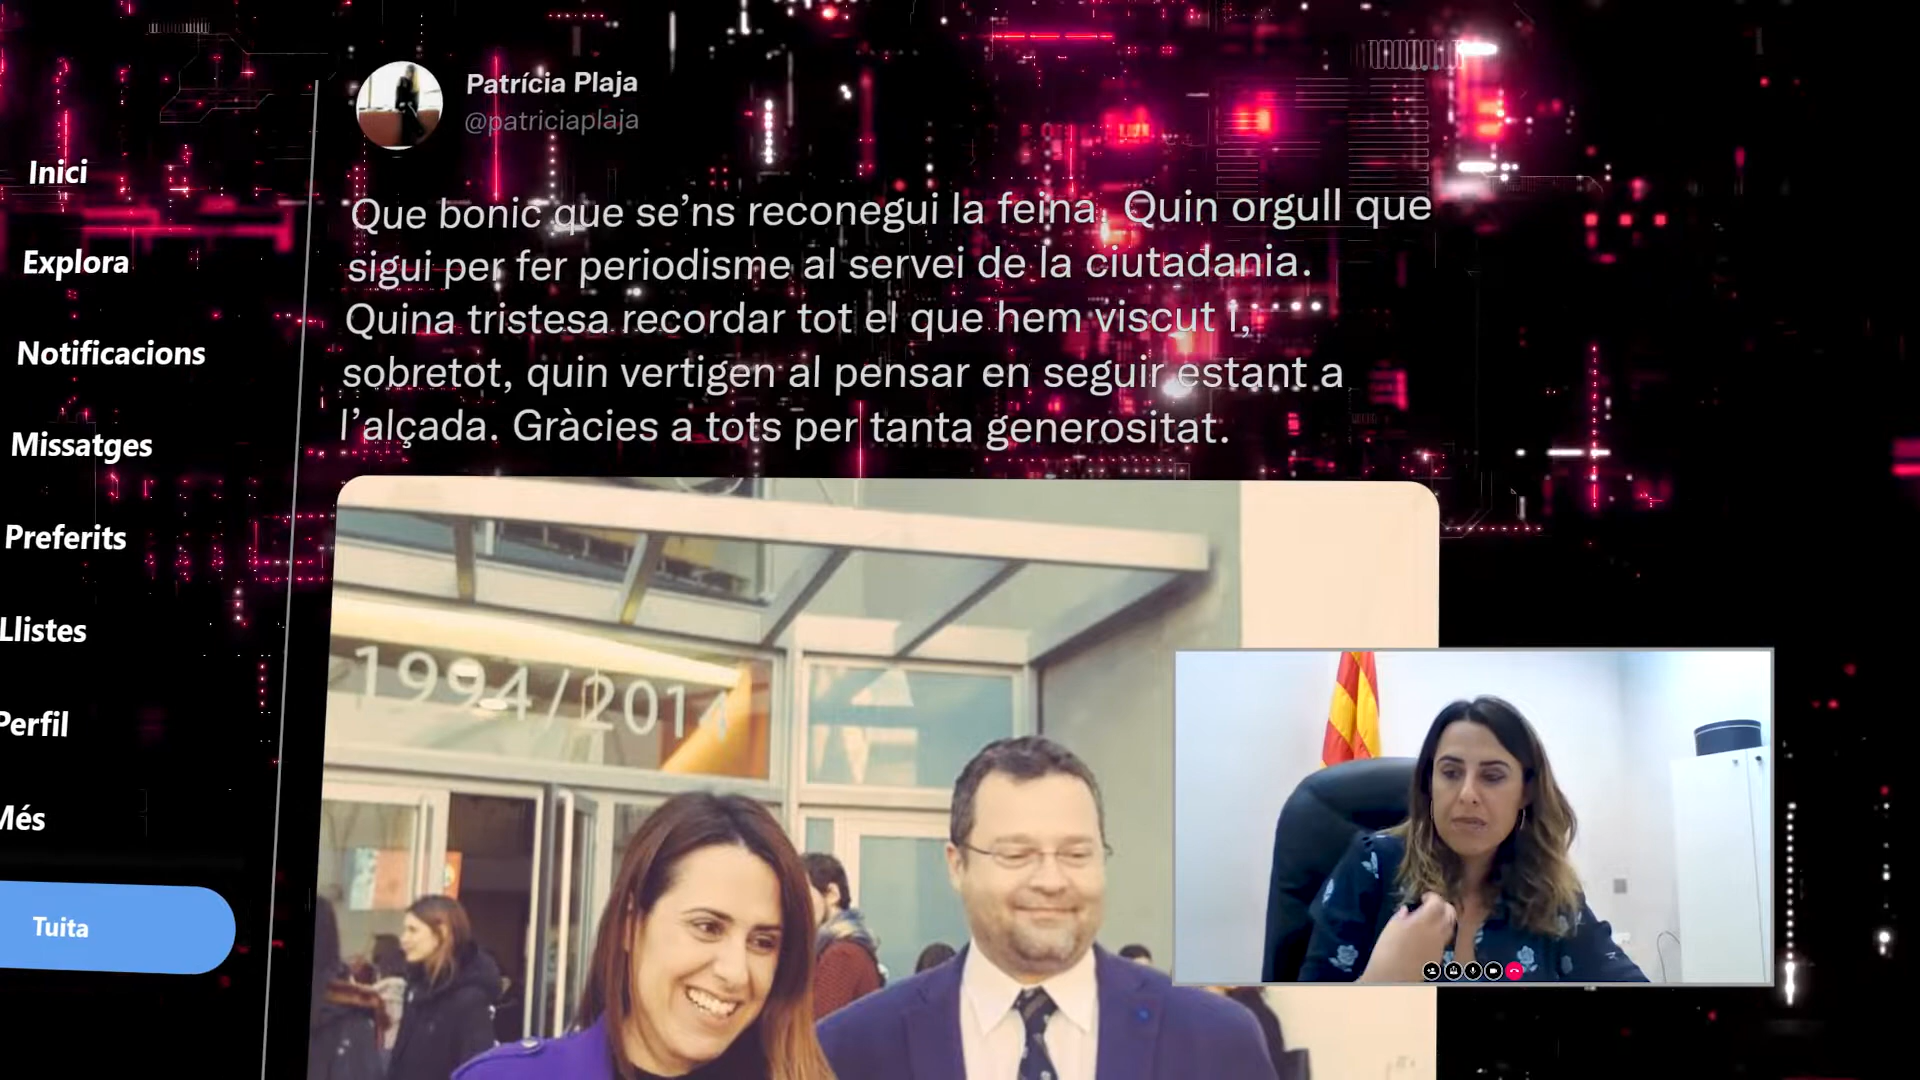 Patrícia Plaja
@patriciaplaja
Inici
Explora
Notificacions
Missatges
Preferits
Llistes
Perfil
Més
Tuita
Que bonic que se’ns reconegui la feina. Quin orgull que
sigui per fer periodisme al servei de la ciutadania.
Quina tristesa recordar tot el que hem viscut i,
sobretot, quin vertigen al pensar en seguir estant a
l’alçada. Gràcies a tots per tanta generositat.
1994/2014